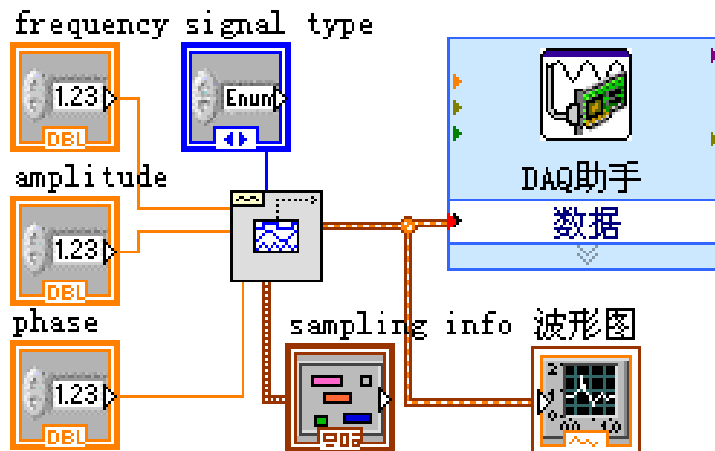 frequency signal type
1.23
DBL
Enum
DAQ助手
数据
amplitude
1.23
DBL
phase
1.23
DBL
sampling info 波形图